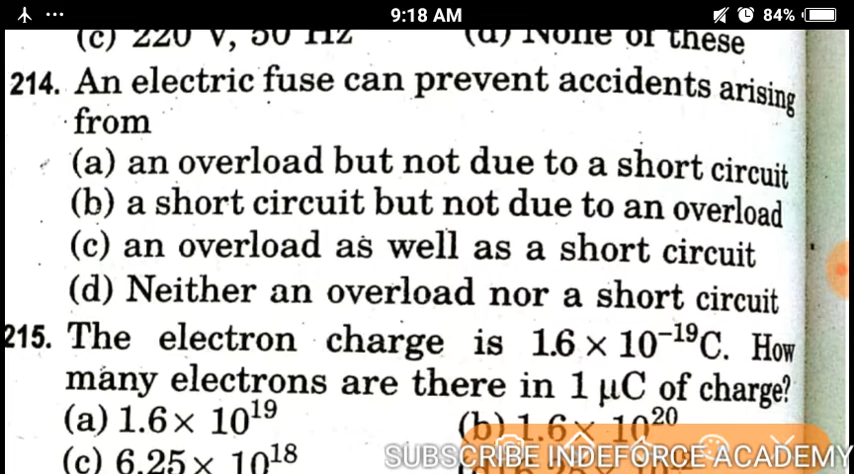 9:18 AM
84%
(c) 220 V, 50 Hz (d) None of these
214. An electric fuse can prevent accidents arising
from
(a) an overload but not due to a short circuit
(b) a short circuit but not due to an overload
(c) an overload as well as a short circuit
(d) Neither an overload nor a short circuit
215. The electron charge is 1.6 × 10⁻¹⁹C. How
many electrons are there in 1 μC of charge?
(a) 1.6 × 10¹⁹ (b) 1.6 × 10²⁰
(c) 6.25 × 10¹⁸
SUBSCRIBE INDEFORCE ACADEMY